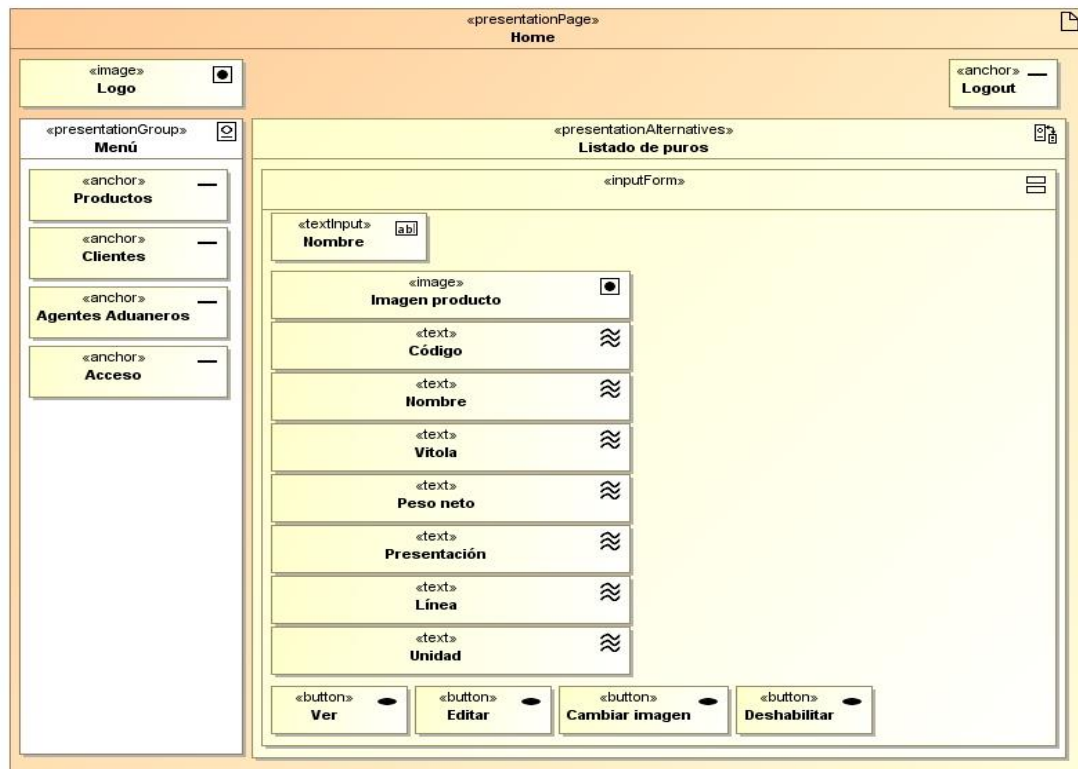 «presentationPage»
Home
«image»
Logo
«anchor»
Logout
«presentationGroup»
Menú
«anchor»
Productos
«anchor»
Clientes
«anchor»
Agentes Aduaneros
«anchor»
Acceso
«presentationAlternatives»
Listado de puros
«inputForm»
«textInput»
Nombre
ab|
«image»
Imagen producto
«text»
Código
«text»
Nombre
«text»
Vitola
«text»
Peso neto
«text»
Presentación
«text»
Línea
«text»
Unidad
«button»
Ver
«button»
Editar
«button»
Cambiar imagen
«button»
Deshabilitar